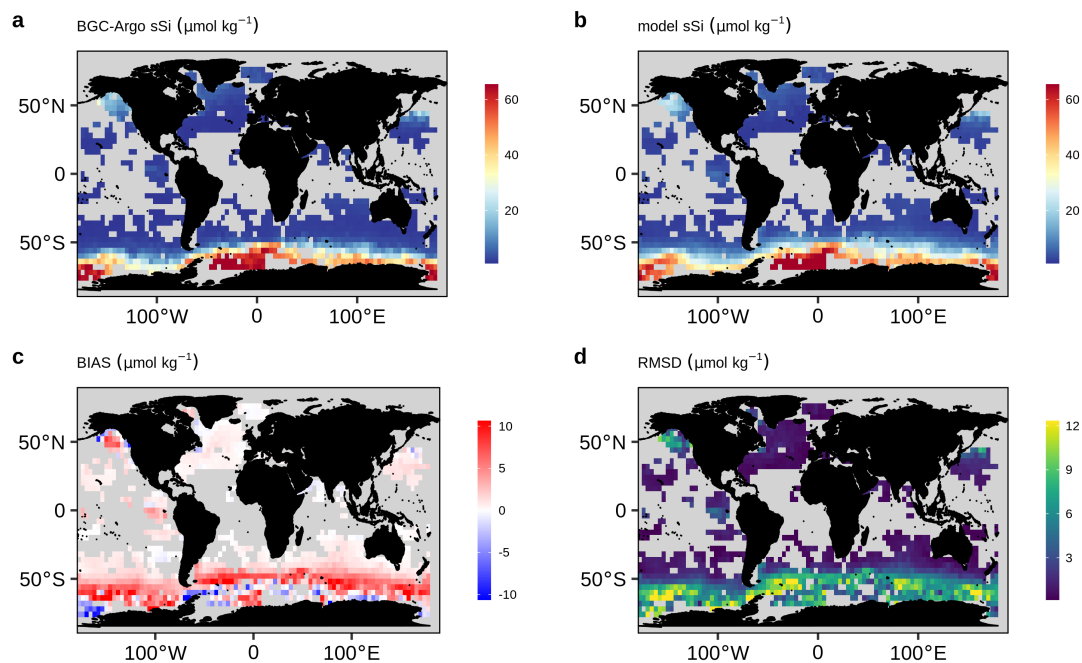 a BGC-Argo sSi (µmol kg⁻¹)
50°N
0
50°S
100°W 0 100°E
60
40
20
b model sSi (µmol kg⁻¹)
50°N
0
50°S
100°W 0 100°E
60
40
20
c BIAS (µmol kg⁻¹)
50°N
0
50°S
100°W 0 100°E
10
5
0
-5
-10
d RMSD (µmol kg⁻¹)
50°N
0
50°S
100°W 0 100°E
12
9
6
3